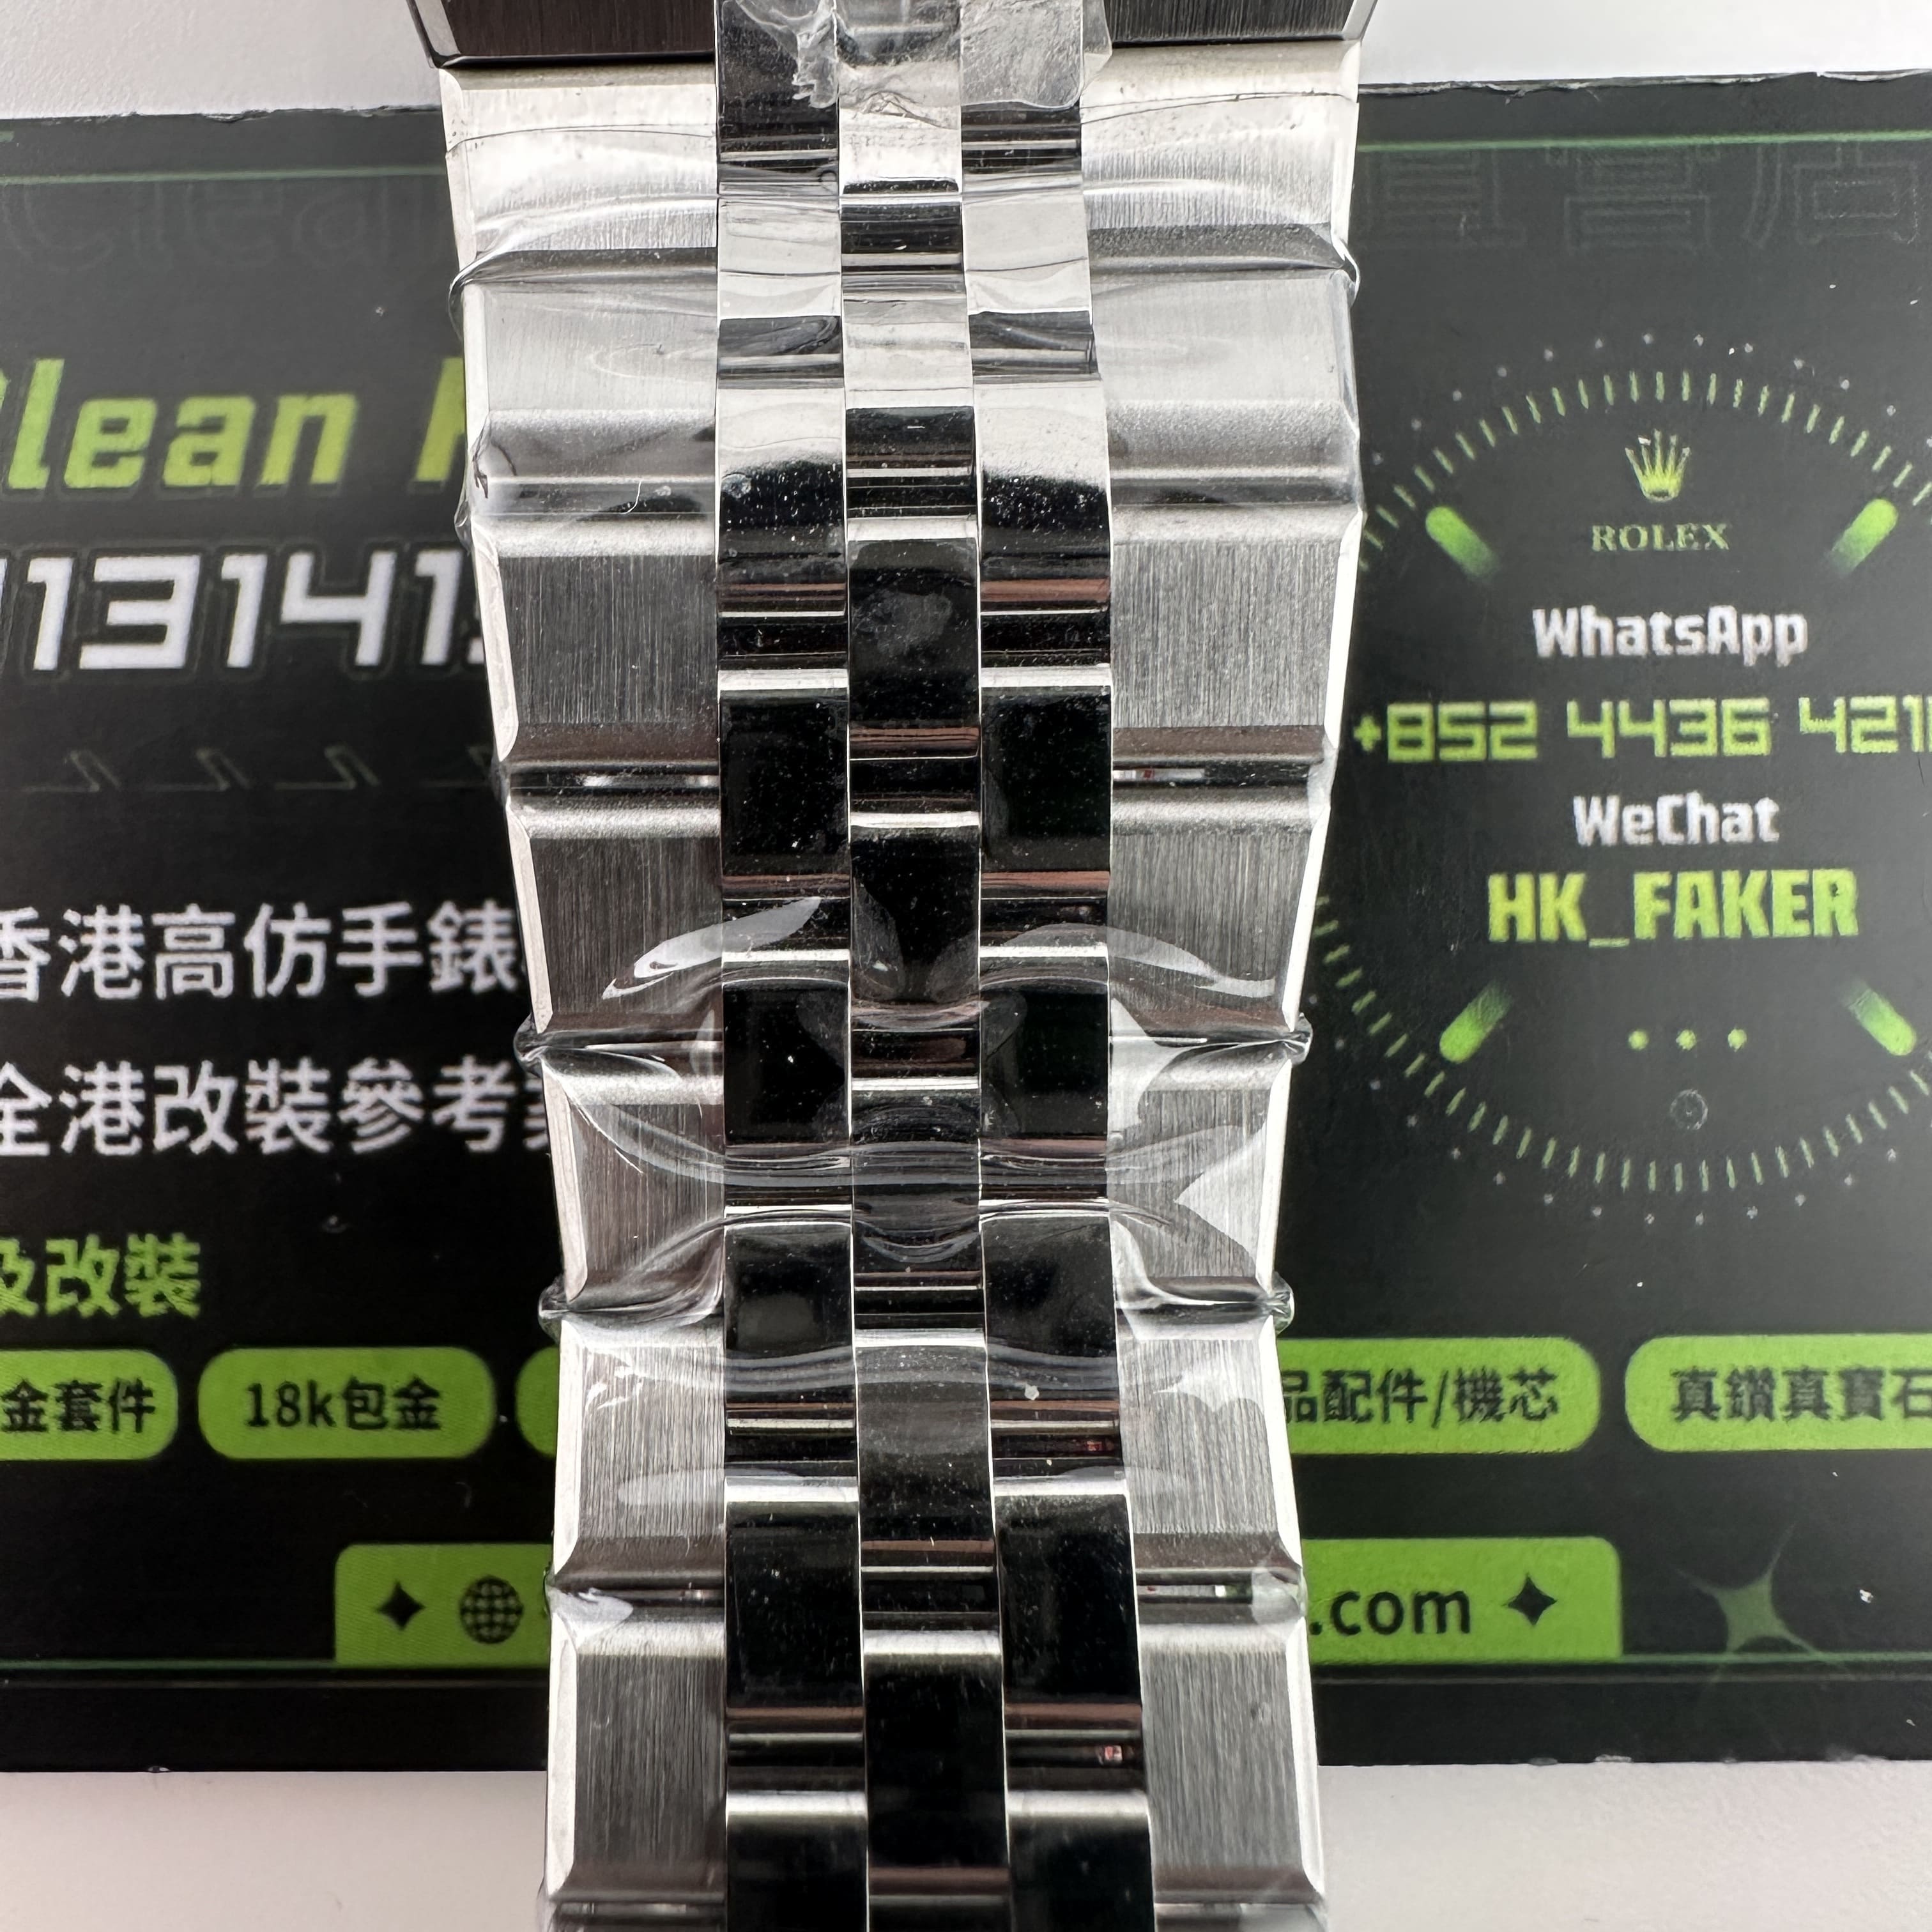 Clean
ROLEX
WhatsApp
+852 4436 421
WeChat
HK_FAKER
香港高仿手錶
全港改裝參考
及改裝
金套件
18k包金
品配件/機芯
真鑽真寶石
.com